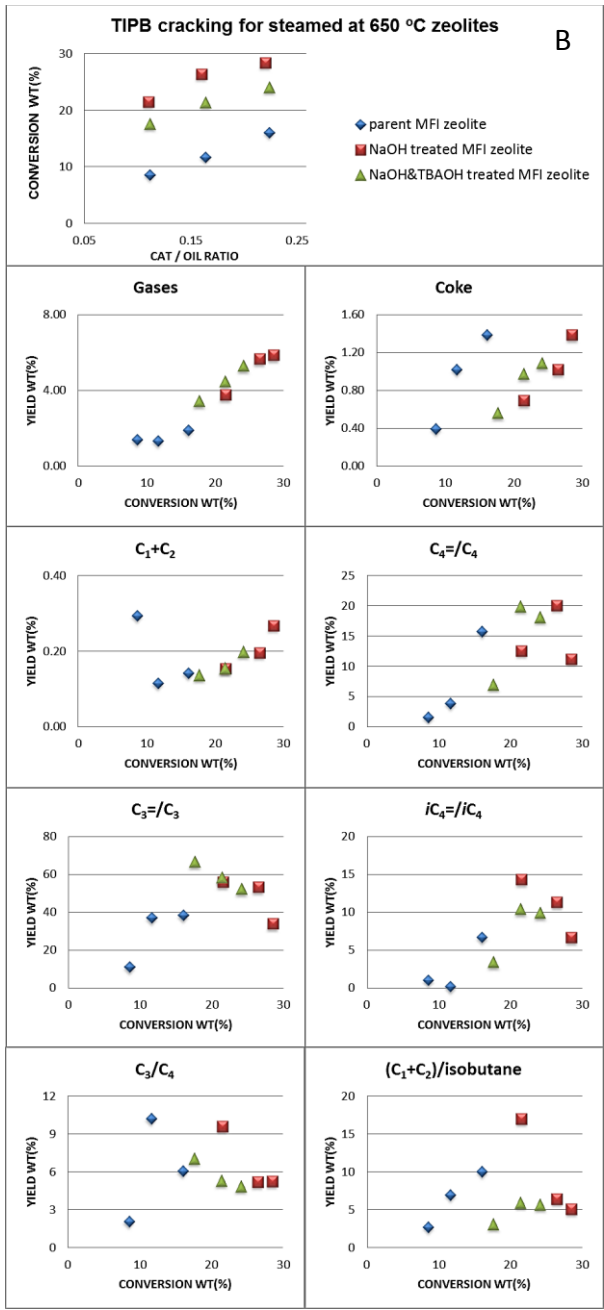 TIPB cracking for steamed at 650 ºC zeolites
B
CONVERSION WT(%)
30
20
10
0
0.05
0.15
0.25
CAT / OIL RATIO
parent MFI zeolite
NaOH treated MFI zeolite
NaOH&TBAOH treated MFI zeolite
Gases
YIELD WT(%)
8.00
4.00
0.00
0
10
20
30
CONVERSION WT(%)
Coke
YIELD WT(%)
1.60
1.20
0.80
0.40
0.00
0
10
20
30
CONVERSION WT(%)
C₁+C₂
YIELD WT(%)
0.40
0.20
0.00
0
10
20
30
CONVERSION WT(%)
C₄=/C₄
YIELD WT(%)
25
20
15
10
5
0
0
10
20
30
CONVERSION WT(%)
C₃=/C₃
YIELD WT(%)
80
60
40
20
0
0
10
20
30
CONVERSION WT(%)
iC₄=/iC₄
YIELD WT(%)
20
15
10
5
0
0
10
20
30
CONVERSION WT(%)
C₃/C₄
YIELD WT(%)
12
9
6
3
0
0
10
20
30
CONVERSION WT(%)
(C₁+C₂)/isobutane
YIELD WT(%)
20
15
10
5
0
0
10
20
30
CONVERSION WT(%)